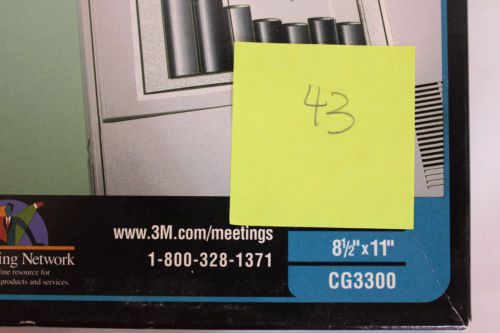 43
www.3M.com/meetings
1-800-328-1371
8½"x11"
CG3300
ing Network
line resource for
products and services.